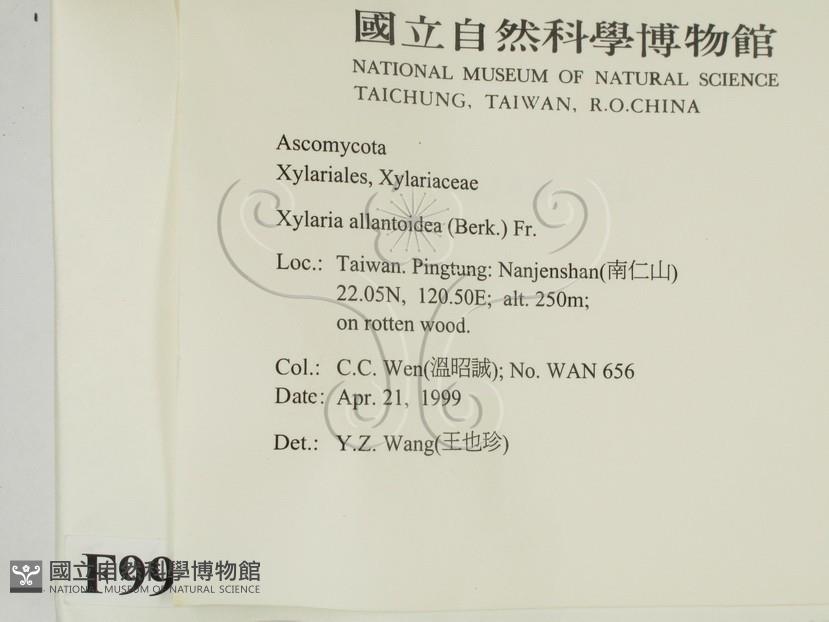 國立自然科學博物館
NATIONAL MUSEUM OF NATURAL SCIENCE
TAICHUNG, TAIWAN, R.O.CHINA
Ascomycota
Xylariales, Xylariaceae
Xylaria allantoidea (Berk.) Fr.
Loc.: Taiwan. Pingtung: Nanjenshan(南仁山)
22.05N, 120.50E; alt. 250m;
on rotten wood.
Col.: C.C. Wen(溫昭誠); No. WAN 656
Date: Apr. 21, 1999
Det.: Y.Z. Wang(王也珍)
F99
國立自然科學博物館
NATIONAL MUSEUM OF NATURAL SCIENCE